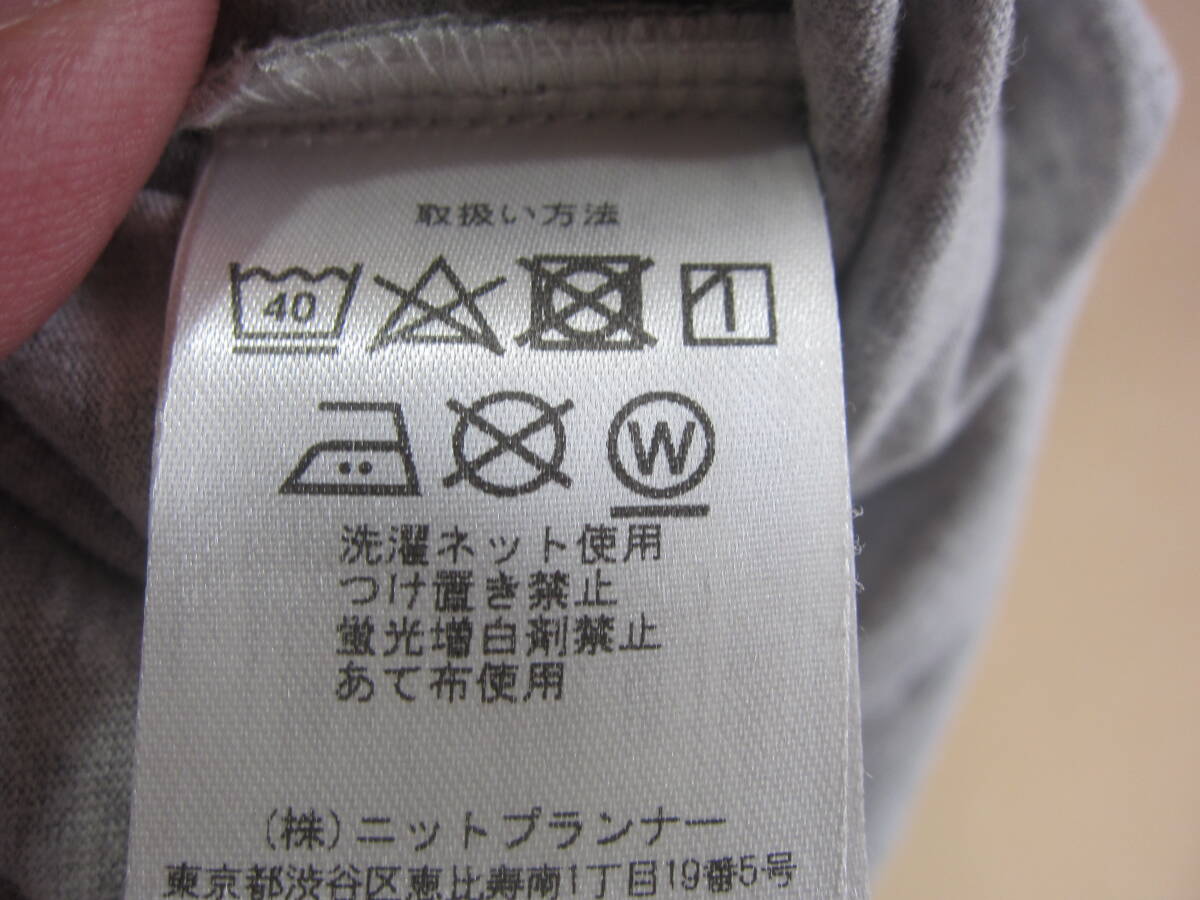 取扱い方法
40
W
洗濯ネット使用
つけ置き禁止
蛍光増白剤禁止
あて布使用
(株)ニットプランナー
東京都渋谷区恵比寿南1丁目19番5号